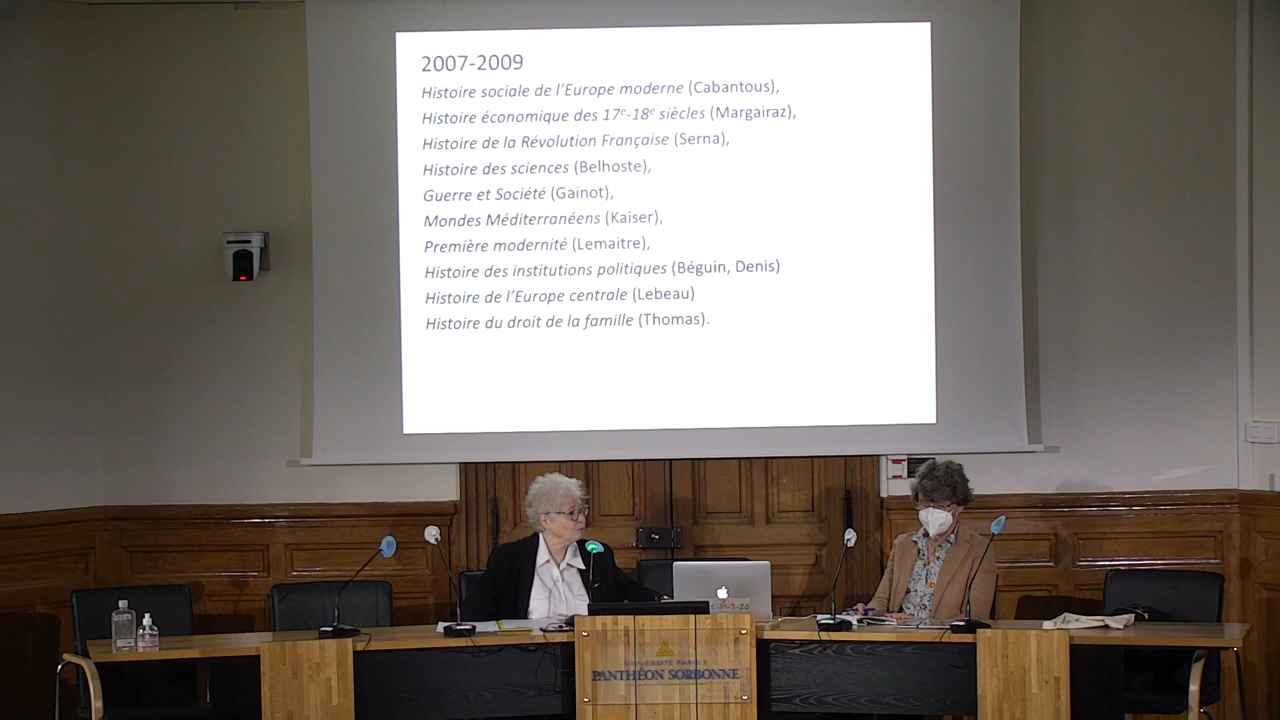 2007-2009
Histoire sociale de l’Europe moderne (Cabantous),
Histoire économique des 17e-18e siècles (Margairaz),
Histoire de la Révolution Française (Serna),
Histoire des sciences (Belhoste),
Guerre et Société (Gainot),
Mondes Méditerranéens (Kaiser),
Première modernité (Lemaitre),
Histoire des institutions politiques (Béguin, Denis)
Histoire de l’Europe centrale (Lebeau)
Histoire du droit de la famille (Thomas).
UNIVERSITÉ PARIS 1
PANTHÉON SORBONNE